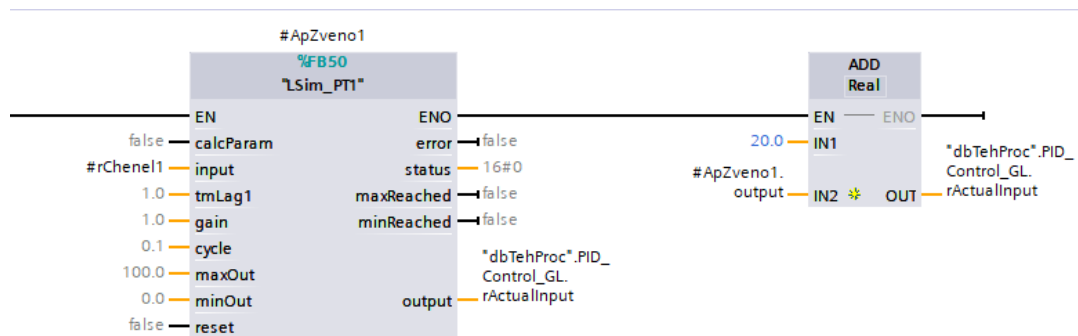 #ApZveno1
%FB50
"LSim_PT1"
EN ENO
false calcParam error false
#rChenel1 input status 16#0
1.0 tmLag1 maxReached false
1.0 gain minReached false
0.1 cycle
100.0 maxOut
0.0 minOut output
false reset
"dbTehProc".PID_
Control_GL.
rActualInput
ADD
Real
EN ENO
20.0 IN1
#ApZveno1.
output IN2 OUT
"dbTehProc".PID_
Control_GL.
rActualInput